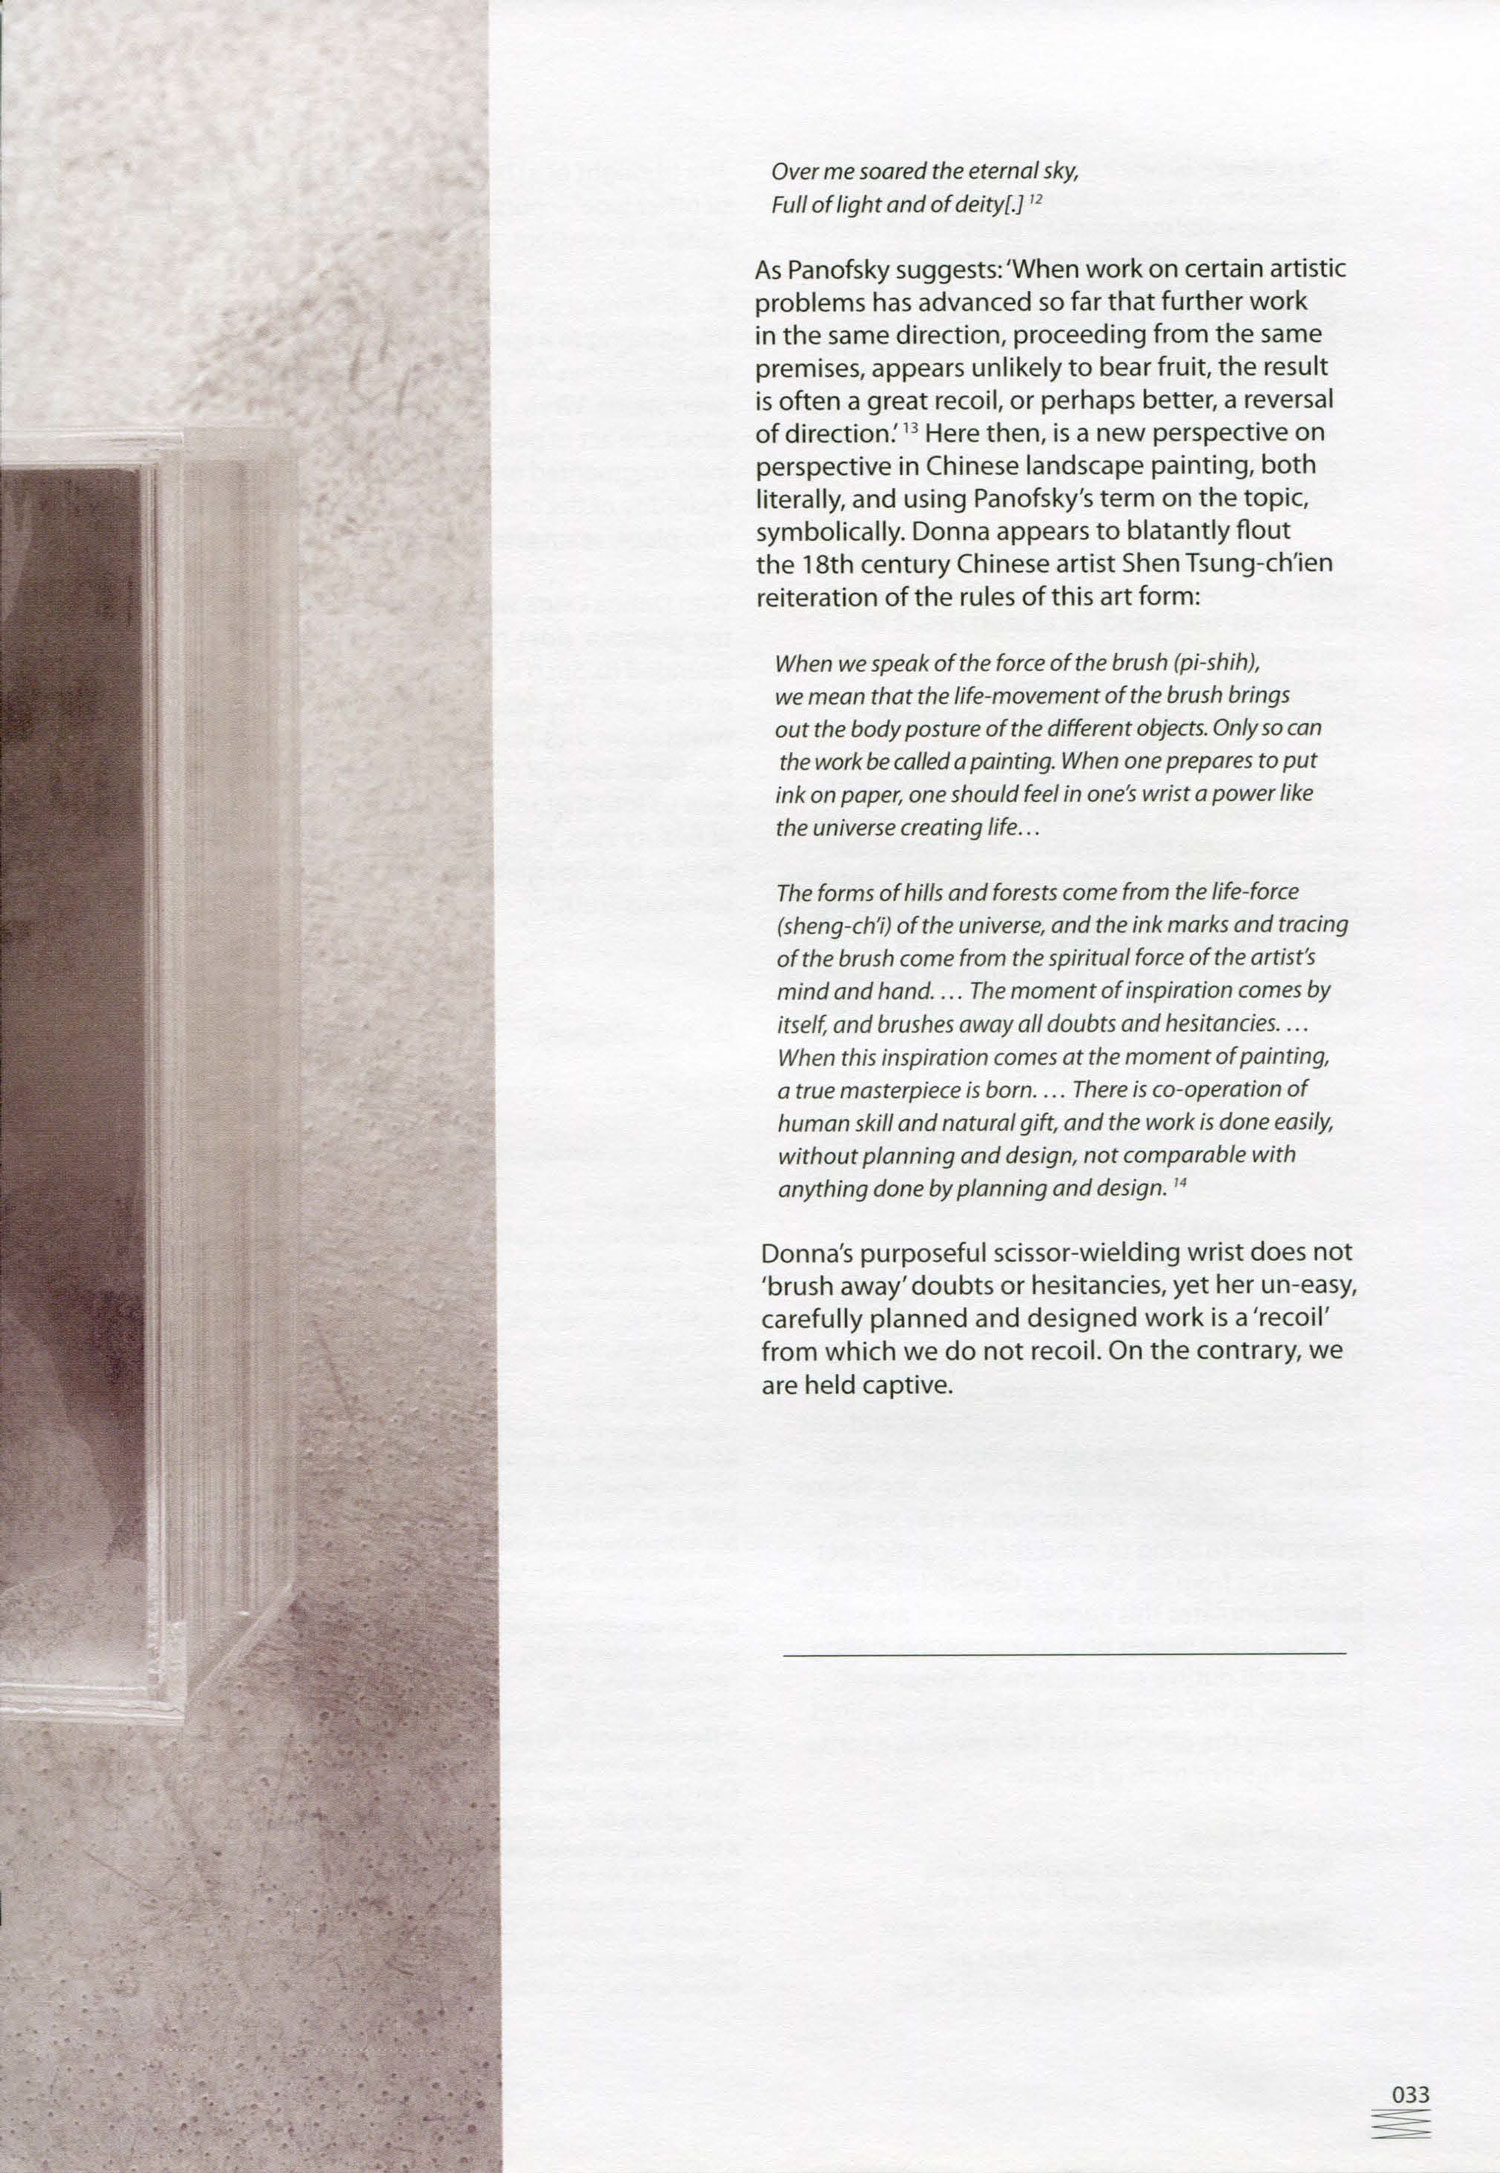 Over me soared the eternal sky,
Full of light and of deity[.] 12
As Panofsky suggests: ‘When work on certain artistic
problems has advanced so far that further work
in the same direction, proceeding from the same
premises, appears unlikely to bear fruit, the result
is often a great recoil, or perhaps better, a reversal
of direction.’ 13 Here then, is a new perspective on
perspective in Chinese landscape painting, both
literally, and using Panofsky’s term on the topic,
symbolically. Donna appears to blatantly flout
the 18th century Chinese artist Shen Tsung-ch’ien
reiteration of the rules of this art form:
When we speak of the force of the brush (pi-shih),
we mean that the life-movement of the brush brings
out the body posture of the different objects. Only so can
the work be called a painting. When one prepares to put
ink on paper, one should feel in one’s wrist a power like
the universe creating life…
The forms of hills and forests come from the life-force
(sheng-ch’i) of the universe, and the ink marks and tracing
of the brush come from the spiritual force of the artist’s
mind and hand. … The moment of inspiration comes by
itself, and brushes away all doubts and hesitancies. …
When this inspiration comes at the moment of painting,
a true masterpiece is born. … There is co-operation of
human skill and natural gift, and the work is done easily,
without planning and design, not comparable with
anything done by planning and design. 14
Donna’s purposeful scissor-wielding wrist does not
‘brush away’ doubts or hesitancies, yet her un-easy,
carefully planned and designed work is a ‘recoil’
from which we do not recoil. On the contrary, we
are held captive.
033